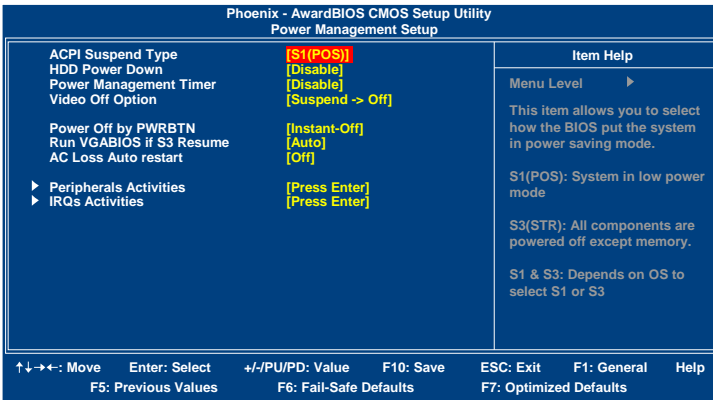 Phoenix - AwardBIOS CMOS Setup Utility
Power Management Setup
ACPI Suspend Type [S1(POS)]
HDD Power Down [Disable]
Power Management Timer [Disable]
Video Off Option [Suspend -> Off]
Power Off by PWRBTN [Instant-Off]
Run VGABIOS if S3 Resume [Auto]
AC Loss Auto restart [Off]
Peripherals Activities [Press Enter]
IRQs Activities [Press Enter]
Item Help
Menu Level
This item allows you to select
how the BIOS put the system
in power saving mode.
S1(POS): System in low power
mode
S3(STR): All components are
powered off except memory.
S1 & S3: Depends on OS to
select S1 or S3
↑↓→←: Move Enter: Select +/-/PU/PD: Value F10: Save ESC: Exit F1: General Help
F5: Previous Values F6: Fail-Safe Defaults F7: Optimized Defaults